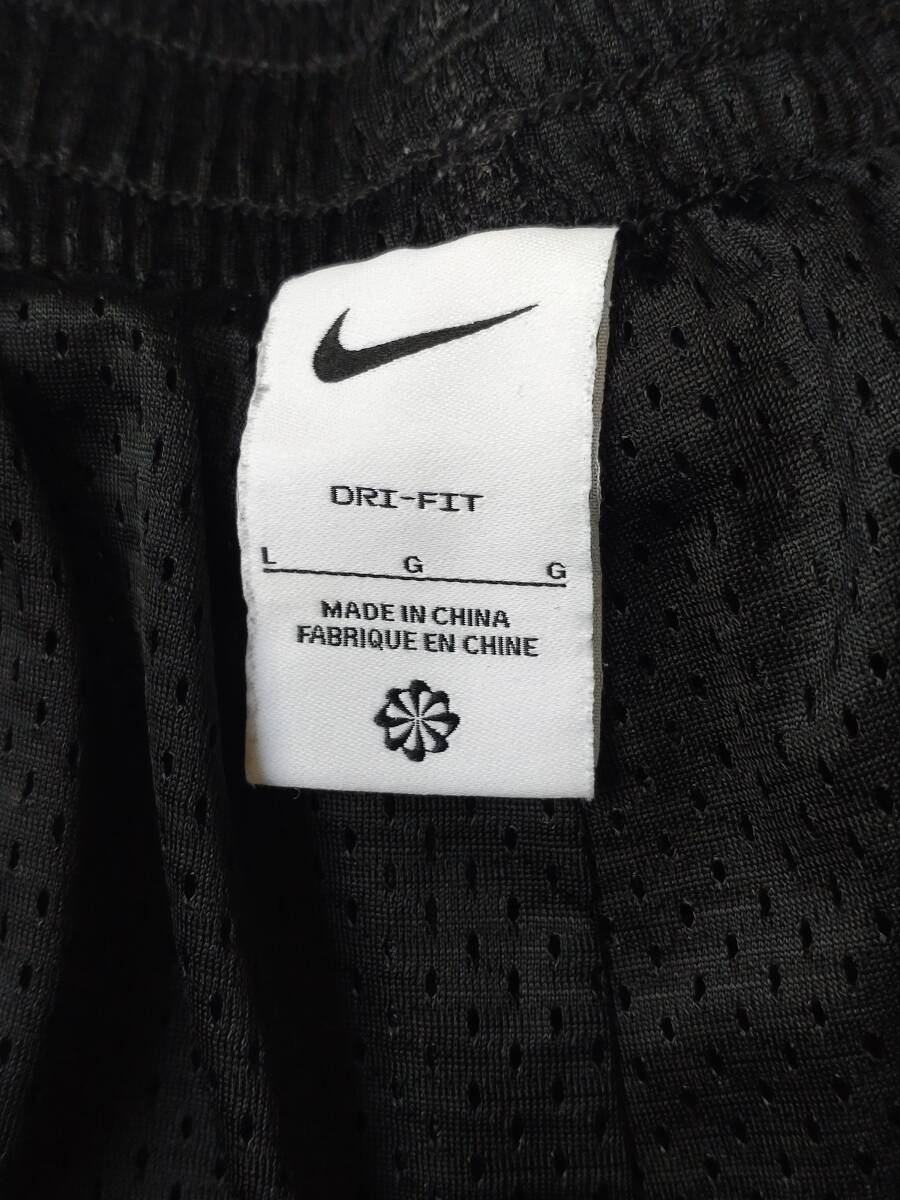 DRI-FIT
L G G
MADE IN CHINA
FABRIQUE EN CHINE